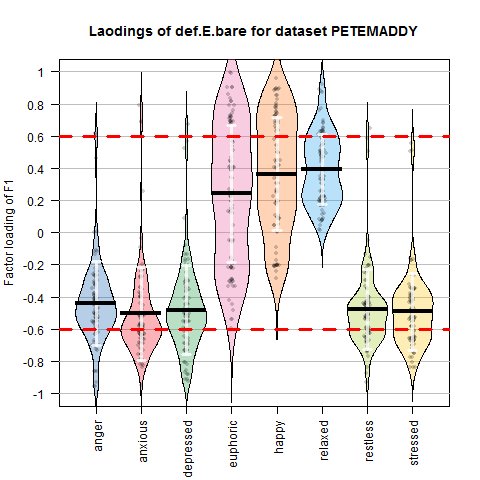 Laodings of def.E.bare for dataset PETEMADDY
Factor loading of F1
1
0.8
0.6
0.4
0.2
0
-0.2
-0.4
-0.6
-0.8
-1
anger
anxious
depressed
euphoric
happy
relaxed
restless
stressed